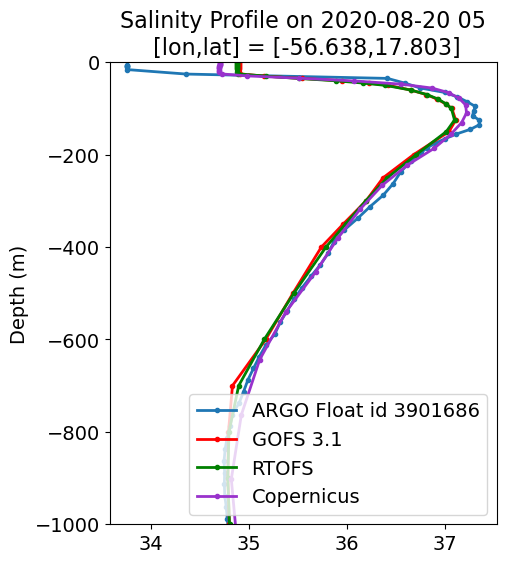 Salinity Profile on 2020-08-20 05
[lon,lat] = [-56.638,17.803]
0
−200
−400
−600
−800
−1000
Depth (m)
ARGO Float id 3901686
GOFS 3.1
RTOFS
Copernicus
34 35 36 37